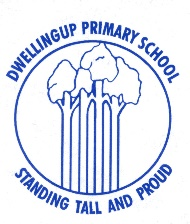 DWELLINGUP PRIMARY SCHOOL
STANDING TALL AND PROUD